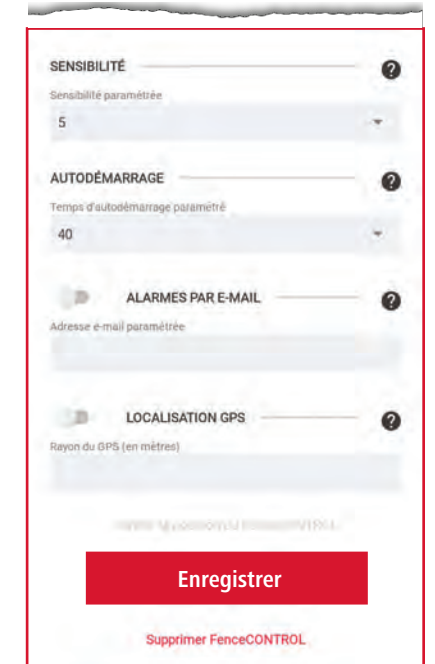 SENSIBILITÉ
Sensibilité paramétrée
5
AUTODÉMARRAGE
Temps d'autodémarrage paramétré
40
ALARMES PAR E-MAIL
Adresse e-mail paramétrée
LOCALISATION GPS
Rayon du GPS (en mètres)
Enregistrer
Supprimer FenceCONTROL